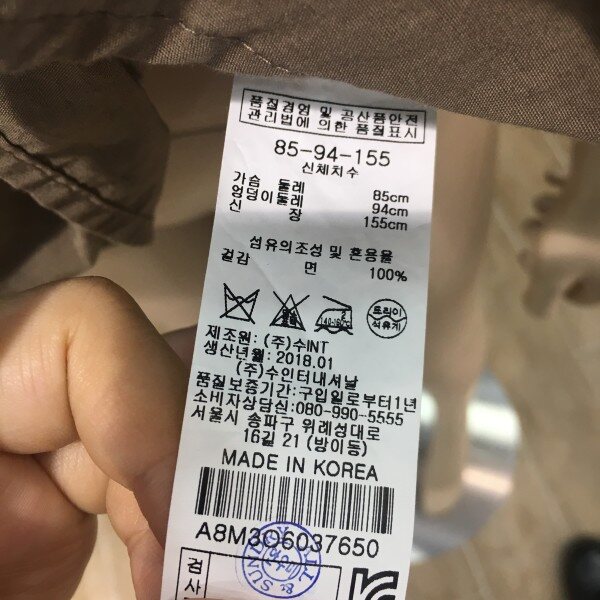 품질경영 및 공산품안전
관리법에 의한 품질표시
85-94-155
신체치수
가슴 둘레 85cm
엉덩이둘레 94cm
신 장 155cm
섬유의조성 및 혼용율
겉감 면 100%
140-160℃
드라이
석유계
제조원: (주)수INT
생산년월: 2018.01
(주)수인터내셔날
품질보증기간: 구입일로부터1년
소비자상담실:080-990-5555
서울시 송파구 위례성대로
16길 21 (방이동)
MADE IN KOREA
A8M3O6037650
검
사